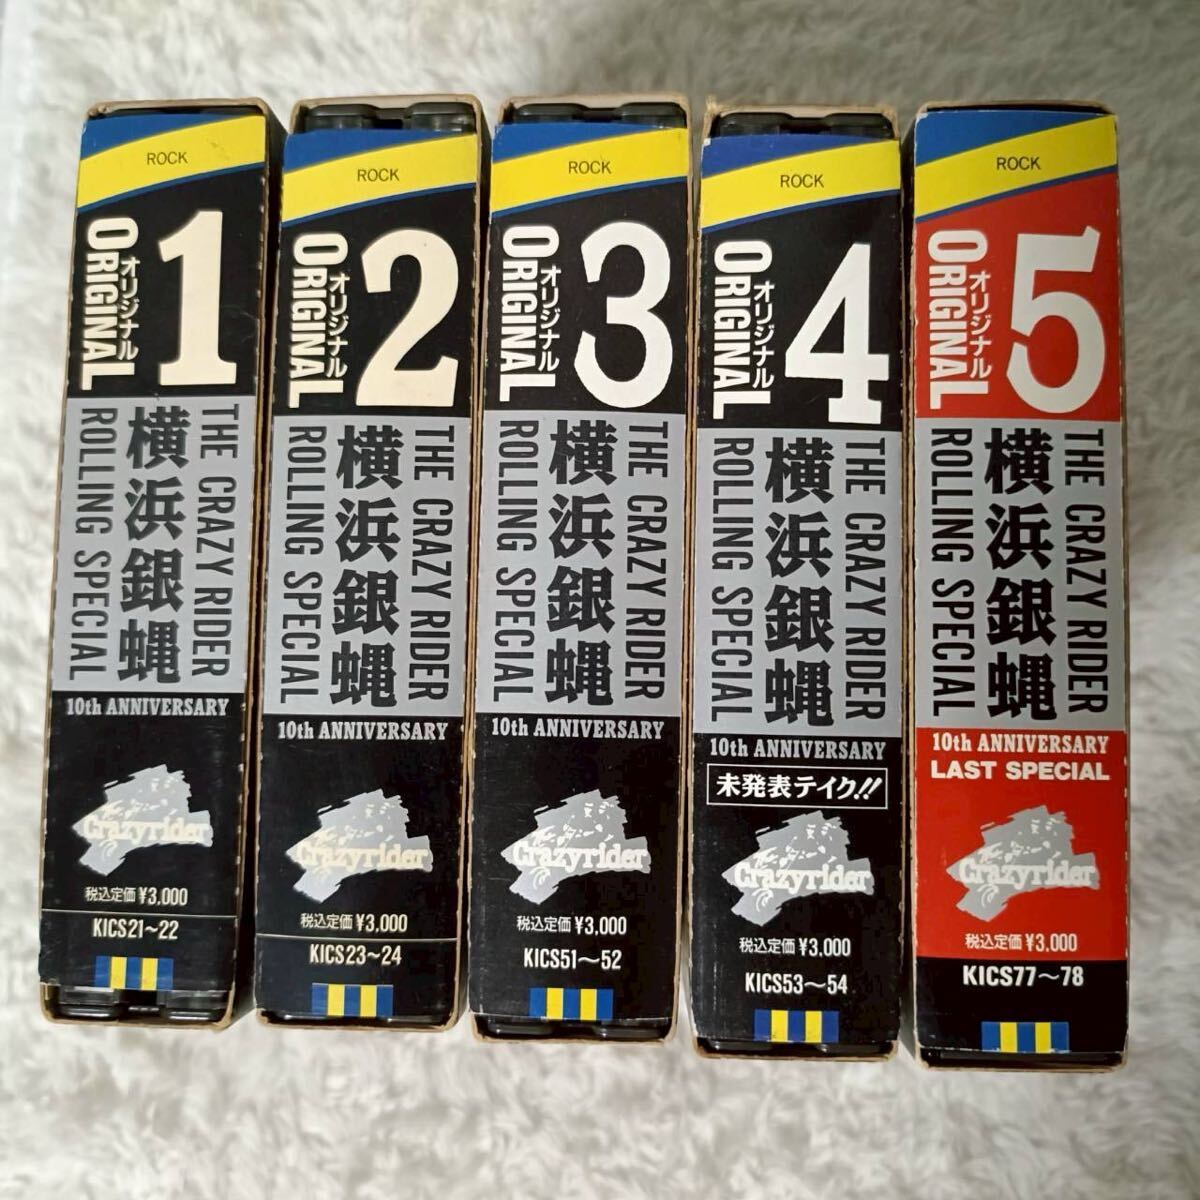 ROCK
1
ORIGINAL
オリジナル
THE CRAZY RIDER
横浜銀蝿
ROLLING SPECIAL
10th ANNIVERSARY
Crazyrider
税込定価¥3,000
KICS21~22
ROCK
2
ORIGINAL
オリジナル
THE CRAZY RIDER
横浜銀蝿
ROLLING SPECIAL
10th ANNIVERSARY
Crazyrider
税込定価¥3,000
KICS23~24
ROCK
3
ORIGINAL
オリジナル
THE CRAZY RIDER
横浜銀蝿
ROLLING SPECIAL
10th ANNIVERSARY
Crazyrider
税込定価¥3,000
KICS51~52
ROCK
4
ORIGINAL
オリジナル
THE CRAZY RIDER
横浜銀蝿
ROLLING SPECIAL
10th ANNIVERSARY
未発表テイク!!
Crazyrider
税込定価¥3,000
KICS53~54
ROCK
5
ORIGINAL
オリジナル
THE CRAZY RIDER
横浜銀蝿
ROLLING SPECIAL
10th ANNIVERSARY
LAST SPECIAL
Crazyrider
税込定価¥3,000
KICS77~78